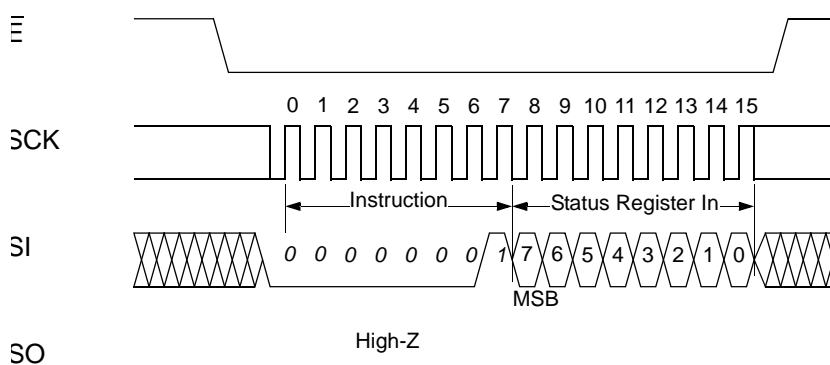 E
0 1 2 3 4 5 6 7 8 9 10 11 12 13 14 15
SCK
Instruction Status Register In
SI 0 0 0 0 0 0 0 1 7 6 5 4 3 2 1 0
MSB
High-Z
SO